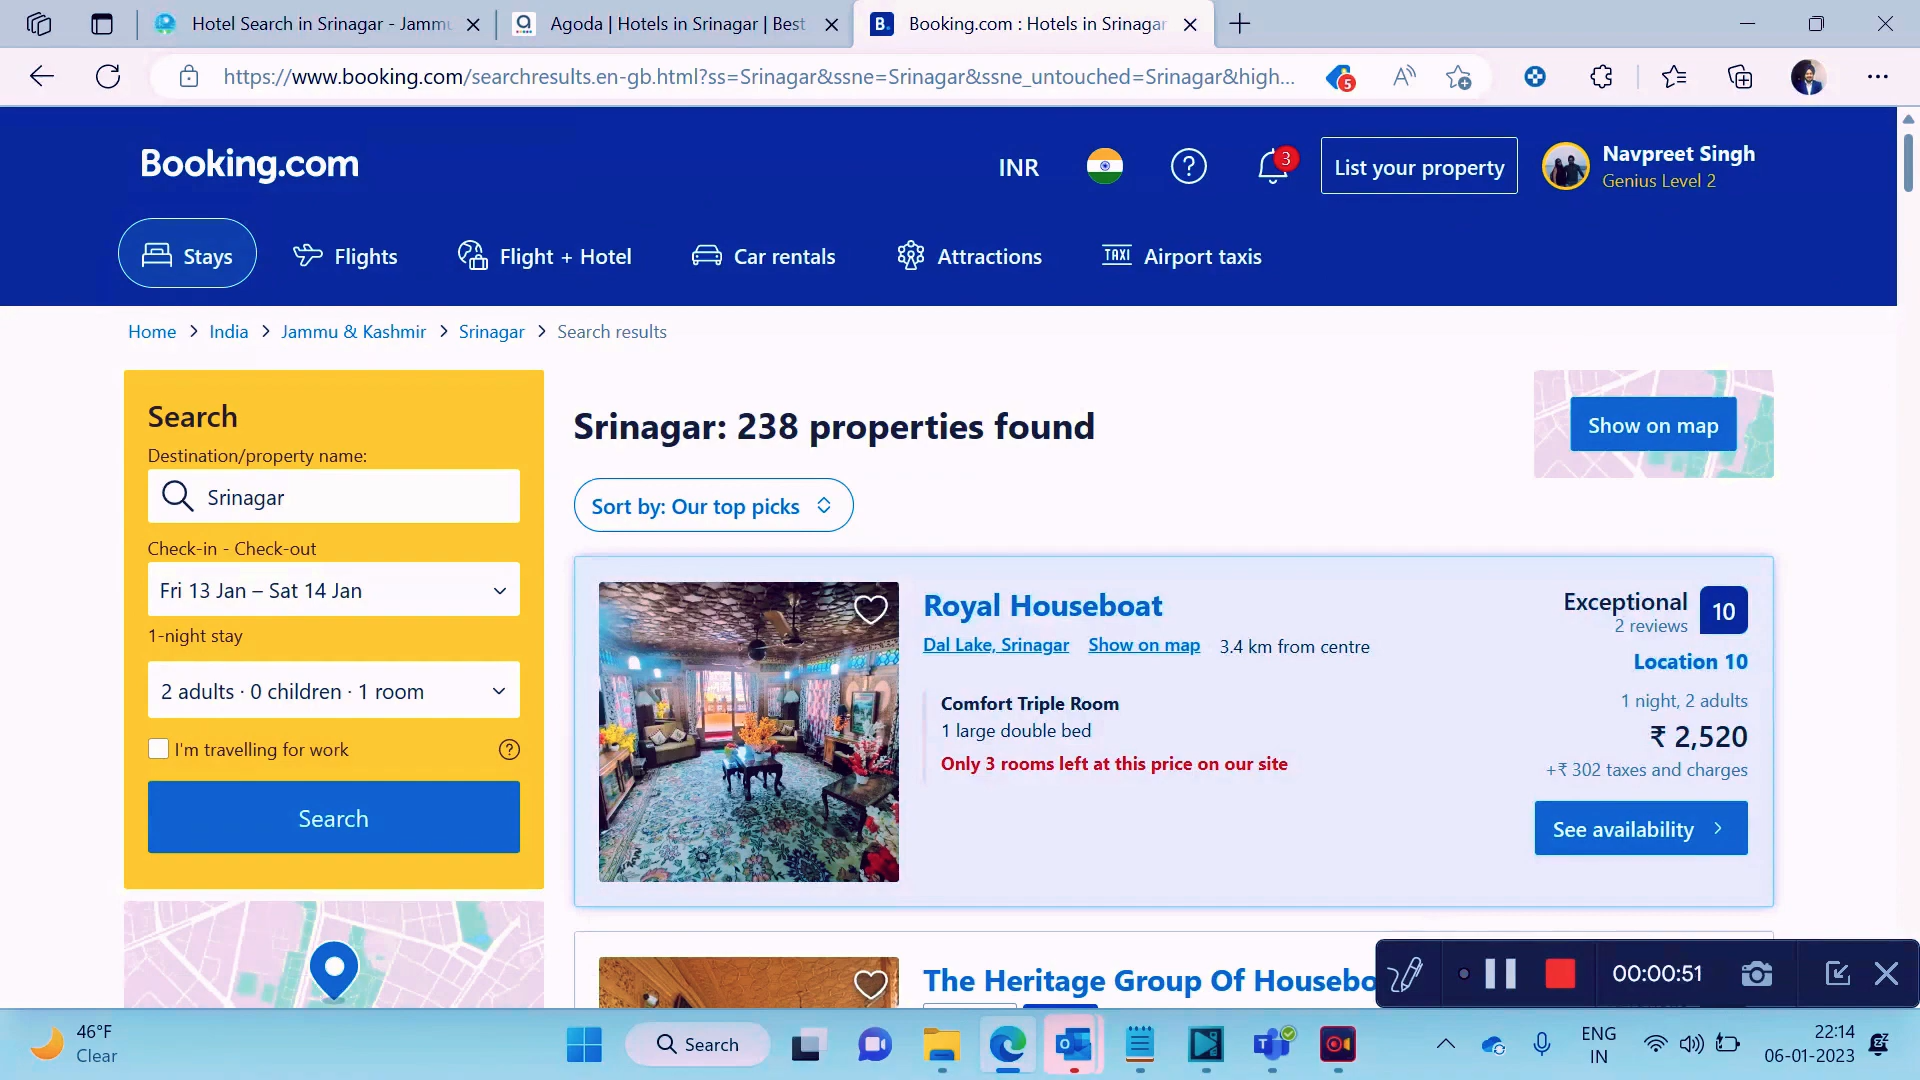 Hotel Search in Srinagar - Jammu
Agoda | Hotels in Srinagar | Best
B.
Booking.com : Hotels in Srinagar
https://www.booking.com/searchresults.en-gb.html?ss=Srinagar&ssne=Srinagar&ssne_untouched=Srinagar&high...
5
Booking.com
INR
?
3
List your property
Navpreet Singh
Genius Level 2
Stays
Flights
Flight + Hotel
Car rentals
TAXI
Attractions
Airport taxis
Home > India > Jammu & Kashmir > Srinagar > Search results
Search
Destination/property name:
Srinagar
Check-in - Check-out
Fri 13 Jan – Sat 14 Jan
1-night stay
2 adults · 0 children · 1 room
I'm travelling for work
?
Search
Srinagar: 238 properties found
Show on map
Sort by: Our top picks
Royal Houseboat
Dal Lake, Srinagar Show on map 3.4 km from centre
Comfort Triple Room
1 large double bed
Only 3 rooms left at this price on our site
Exceptional
10
2 reviews
Location 10
1 night, 2 adults
₹ 2,520
+₹ 302 taxes and charges
See availability
The Heritage Group Of Housebo
00:00:51
46°F
Clear
Search
ENG
IN
22:14
06-01-2023